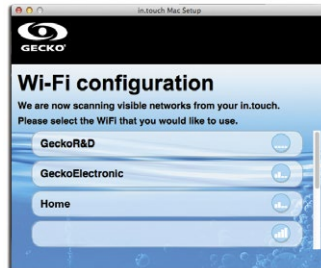 in.touch Mac Setup
GECKO
Wi-Fi configuration
We are now scanning visible networks from your in.touch.
Please select the WiFi that you would like to use.
GeckoR&D
GeckoElectronic
Home